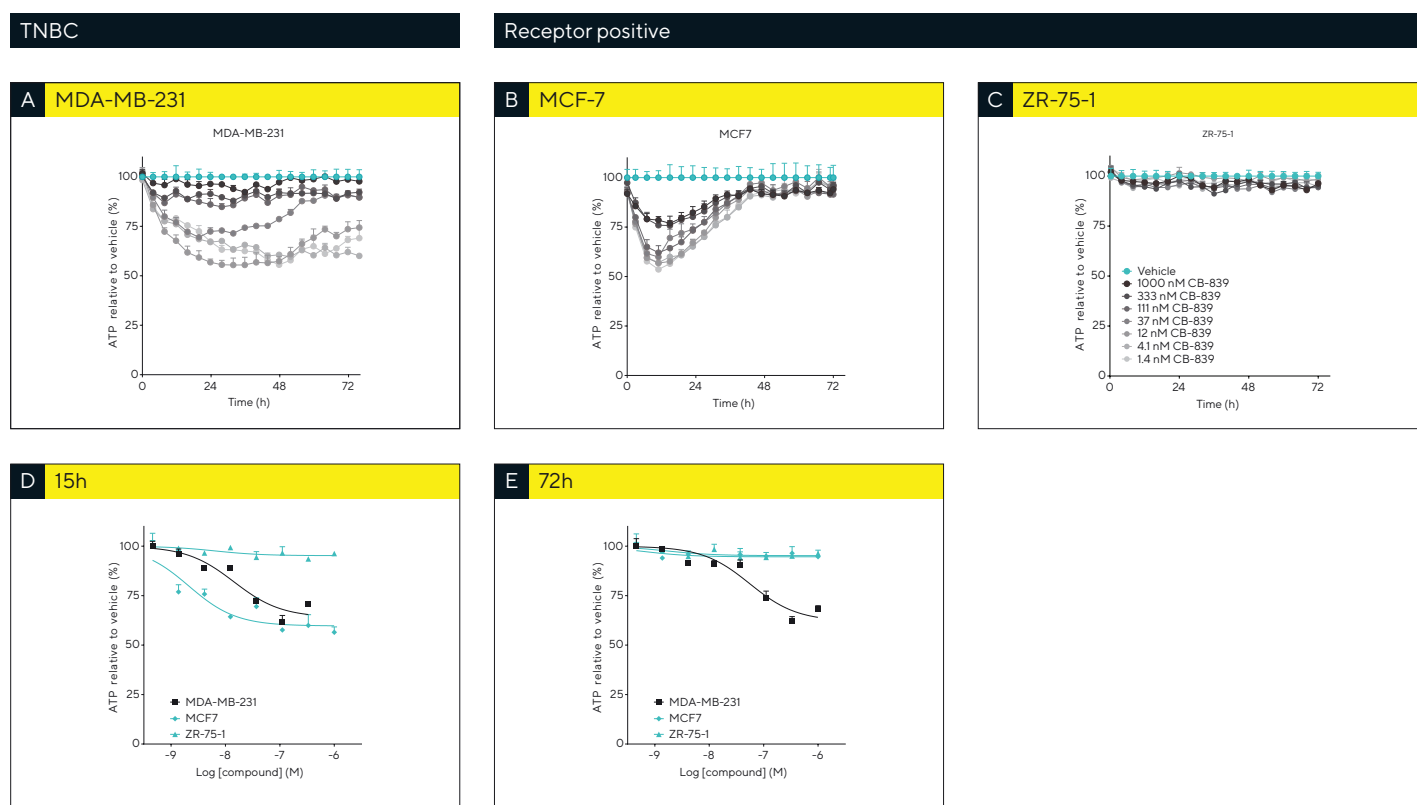 TNBC
Receptor positive
A MDA-MB-231
MDA-MB-231
ATP relative to vehicle (%)
100
75
50
25
0
0 24 48 72
Time (h)
B MCF-7
MCF7
ATP relative to vehicle (%)
100
75
50
25
0
0 24 48 72
Time (h)
C ZR-75-1
ZR-75-1
ATP relative to vehicle (%)
100
75
50
25
0
Vehicle
1000 nM CB-839
333 nM CB-839
111 nM CB-839
37 nM CB-839
12 nM CB-839
4.1 nM CB-839
1.4 nM CB-839
0 24 48 72
Time (h)
D 15h
ATP relative to vehicle (%)
100
75
50
25
0
MDA-MB-231
MCF7
ZR-75-1
-9 -8 -7 -6
Log [compound] (M)
E 72h
ATP relative to vehicle (%)
100
75
50
25
0
MDA-MB-231
MCF7
ZR-75-1
-9 -8 -7 -6
Log [compound] (M)